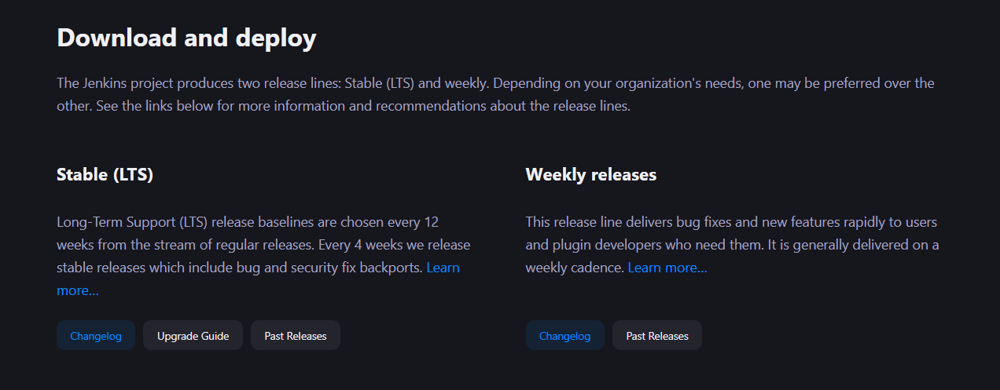 Download and deploy
The Jenkins project produces two release lines: Stable (LTS) and weekly. Depending on your organization's needs, one may be preferred over the
other. See the links below for more information and recommendations about the release lines.
Stable (LTS)
Long-Term Support (LTS) release baselines are chosen every 12
weeks from the stream of regular releases. Every 4 weeks we release
stable releases which include bug and security fix backports. Learn
more...
Changelog
Upgrade Guide
Past Releases
Weekly releases
This release line delivers bug fixes and new features rapidly to users
and plugin developers who need them. It is generally delivered on a
weekly cadence. Learn more...
Changelog
Past Releases